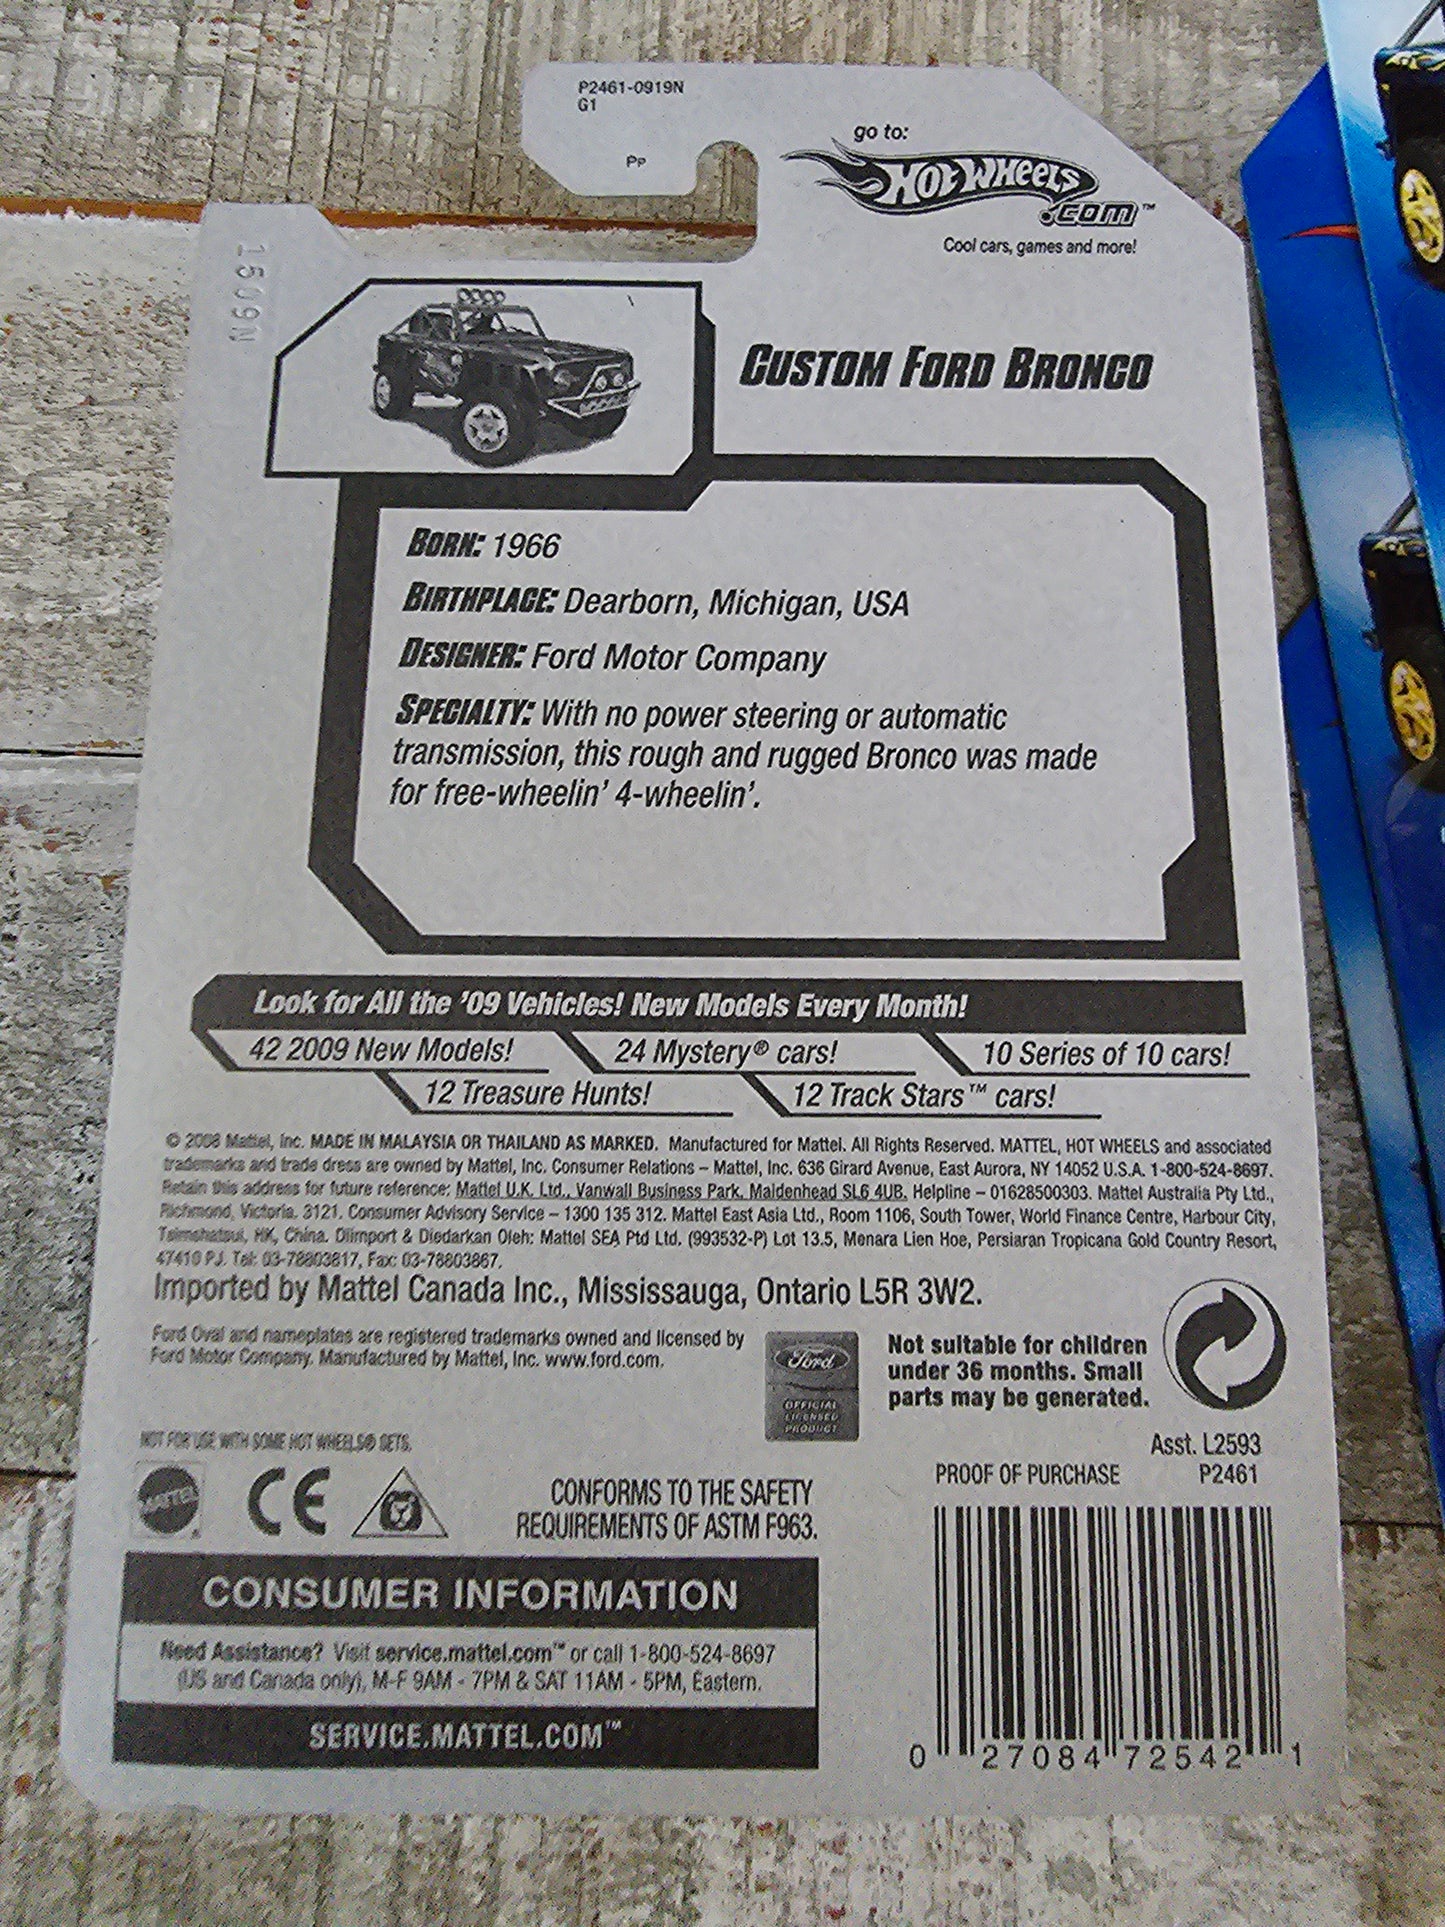 P2461-0919N
G1
Pp
go to:
HOT WHEELS
.COM™
Cool cars, games and more!
1509N
CUSTOM FORD BRONCO
BORN: 1966
BIRTHPLACE: Dearborn, Michigan, USA
DESIGNER: Ford Motor Company
SPECIALTY: With no power steering or automatic
transmission, this rough and rugged Bronco was made
for free-wheelin' 4-wheelin'.
Look for All the '09 Vehicles! New Models Every Month!
42 2009 New Models! 24 Mystery® cars! 10 Series of 10 cars!
12 Treasure Hunts! 12 Track Stars™ cars!
© 2008 Mattel, Inc. MADE IN MALAYSIA OR THAILAND AS MARKED. Manufactured for Mattel. All Rights Reserved. MATTEL, HOT WHEELS and associated
trademarks and trade dress are owned by Mattel, Inc. Consumer Relations – Mattel, Inc. 636 Girard Avenue, East Aurora, NY 14052 U.S.A. 1-800-524-8697.
Retain this address for future reference: Mattel U.K. Ltd., Vanwall Business Park, Maidenhead SL6 4UB. Helpline – 01628500303. Mattel Australia Pty Ltd.,
Richmond, Victoria. 3121. Consumer Advisory Service – 1300 135 312. Mattel East Asia Ltd., Room 1106, South Tower, World Finance Centre, Harbour City,
Tsimshatsui, HK, China. Diimport & Diedarkan Oleh: Mattel SEA Ptd Ltd. (993532-P) Lot 13.5, Menara Lien Hoe, Persiaran Tropicana Gold Country Resort,
47410 PJ. Tel: 03-78803817, Fax: 03-78803867.
Imported by Mattel Canada Inc., Mississauga, Ontario L5R 3W2.
Ford Oval and nameplates are registered trademarks owned and licensed by
Ford Motor Company. Manufactured by Mattel, Inc. www.ford.com.
Ford
OFFICIAL
LICENSED
PRODUCT
Not suitable for children
under 36 months. Small
parts may be generated.
NOT FOR USE WITH SOME HOT WHEELS® SETS.
MATTEL
CE
CONFORMS TO THE SAFETY
REQUIREMENTS OF ASTM F963.
Asst. L2593
PROOF OF PURCHASE P2461
CONSUMER INFORMATION
Need Assistance? Visit service.mattel.com™ or call 1-800-524-8697
(US and Canada only), M-F 9AM - 7PM & SAT 11AM - 5PM, Eastern.
SERVICE.MATTEL.COM™
0 27084 72542 1